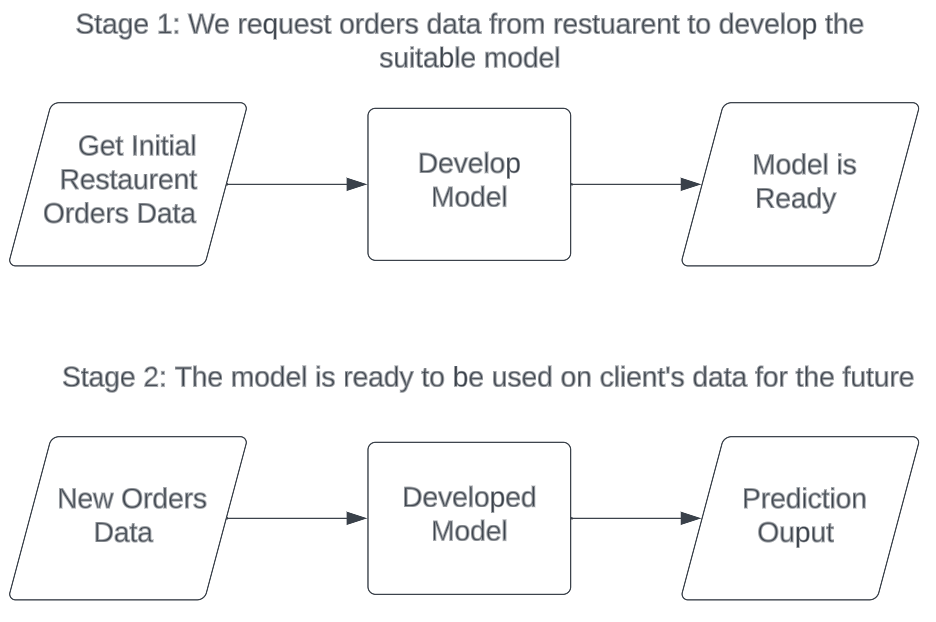 Stage 1: We request orders data from restuarent to develop the
suitable model
Get Initial
Restaurent
Orders Data
Develop
Model
Model is
Ready
Stage 2: The model is ready to be used on client's data for the future
New Orders
Data
Developed
Model
Prediction
Ouput